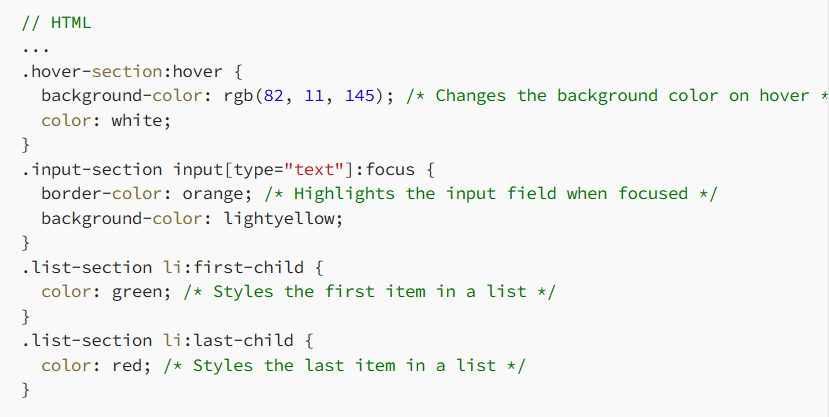 // HTML
...
.hover-section:hover {
  background-color: rgb(82, 11, 145); /* Changes the background color on hover *
  color: white;
}
.input-section input[type="text"]:focus {
  border-color: orange; /* Highlights the input field when focused */
  background-color: lightyellow;
}
.list-section li:first-child {
  color: green; /* Styles the first item in a list */
}
.list-section li:last-child {
  color: red; /* Styles the last item in a list */
}